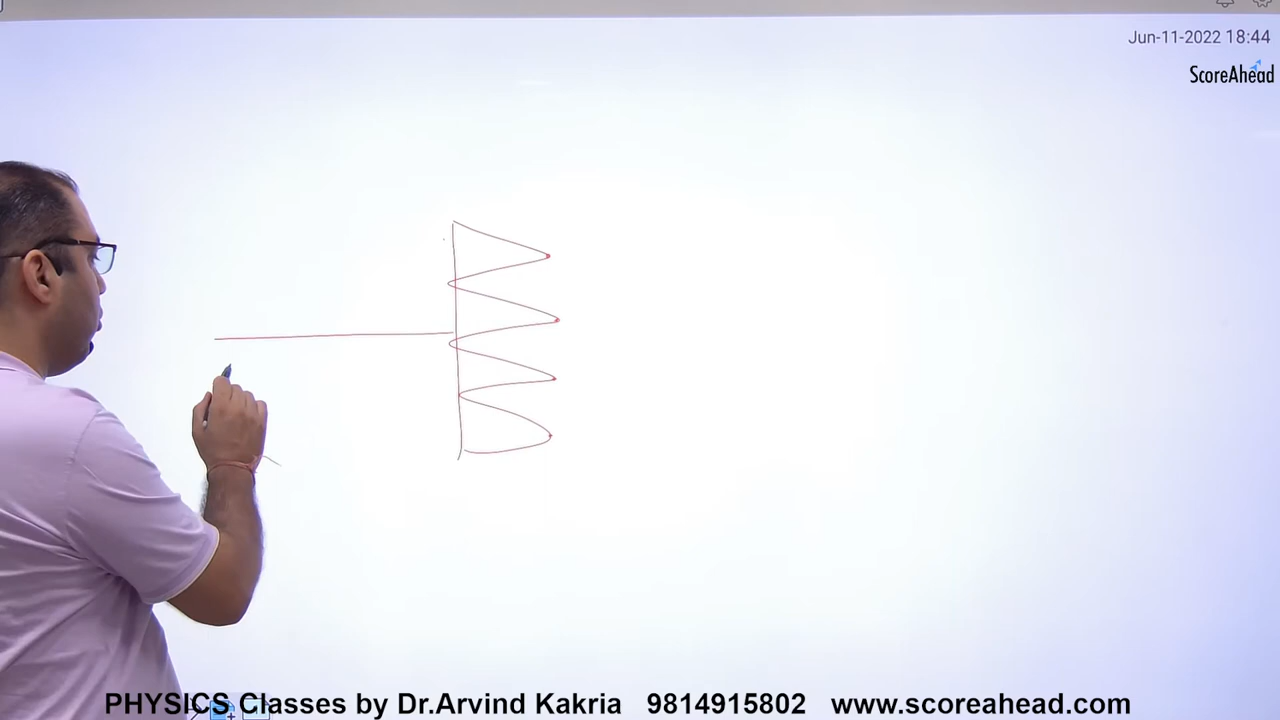 Jun-11-2022 18:44
ScoreAhead
PHYSICS Classes by Dr.Arvind Kakria 9814915802 www.scoreahead.com